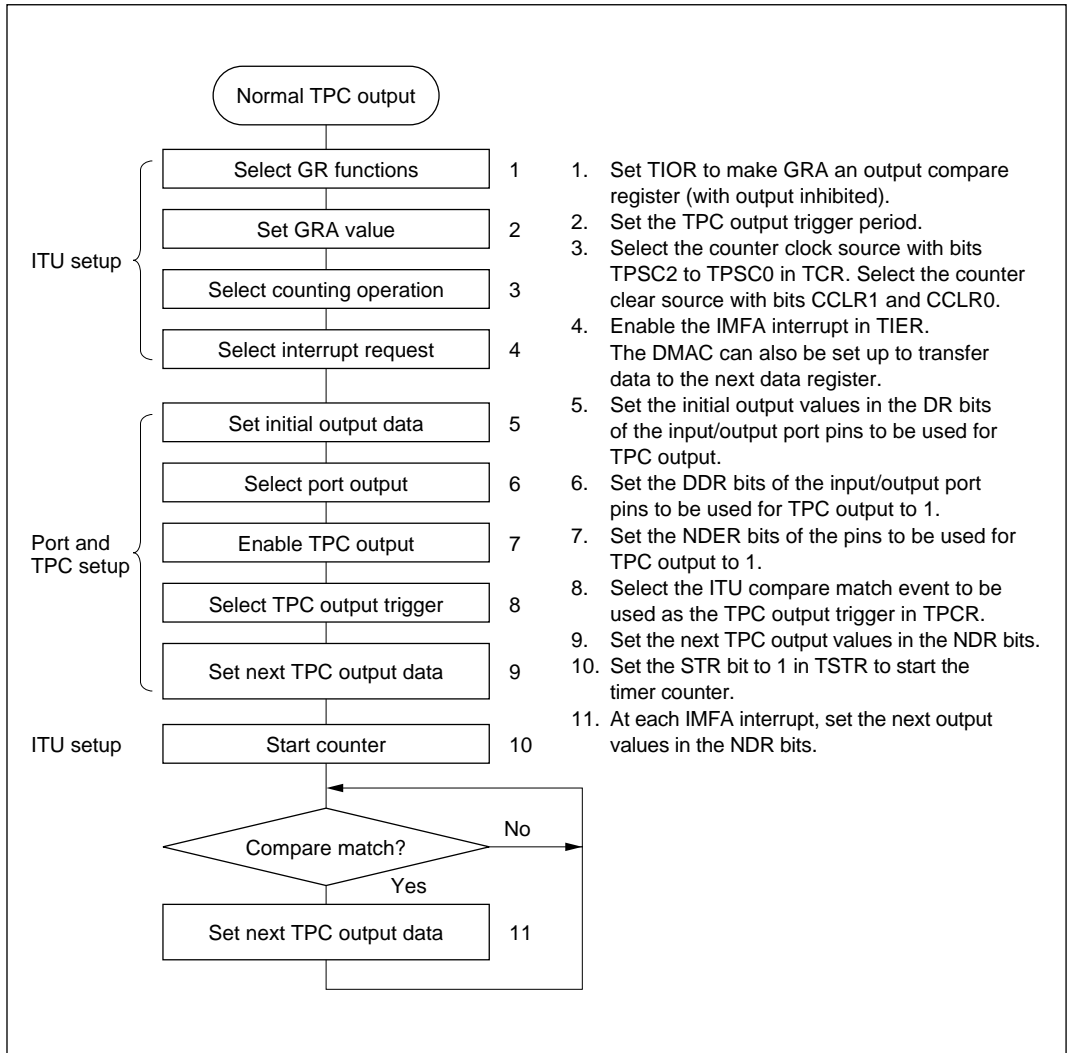 Normal TPC output
ITU setup
Select GR functions
1
Set GRA value
2
Select counting operation
3
Select interrupt request
4
Port and
TPC setup
Set initial output data
5
Select port output
6
Enable TPC output
7
Select TPC output trigger
8
Set next TPC output data
9
ITU setup
Start counter
10
Compare match?
No
Yes
Set next TPC output data
11
1. Set TIOR to make GRA an output compare
register (with output inhibited).
2. Set the TPC output trigger period.
3. Select the counter clock source with bits
TPSC2 to TPSC0 in TCR. Select the counter
clear source with bits CCLR1 and CCLR0.
4. Enable the IMFA interrupt in TIER.
The DMAC can also be set up to transfer
data to the next data register.
5. Set the initial output values in the DR bits
of the input/output port pins to be used for
TPC output.
6. Set the DDR bits of the input/output port
pins to be used for TPC output to 1.
7. Set the NDER bits of the pins to be used for
TPC output to 1.
8. Select the ITU compare match event to be
used as the TPC output trigger in TPCR.
9. Set the next TPC output values in the NDR bits.
10. Set the STR bit to 1 in TSTR to start the
timer counter.
11. At each IMFA interrupt, set the next output
values in the NDR bits.